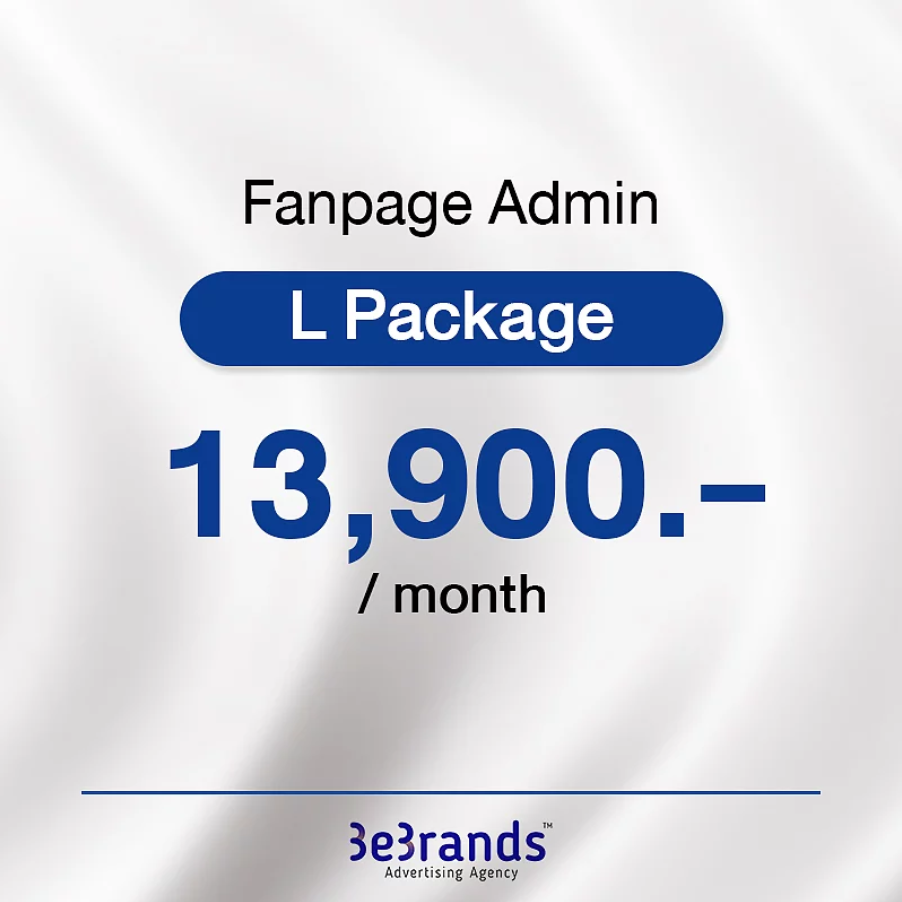 Fanpage Admin
L Package
13,900.-
/ month
BeBrands™
Advertising Agency